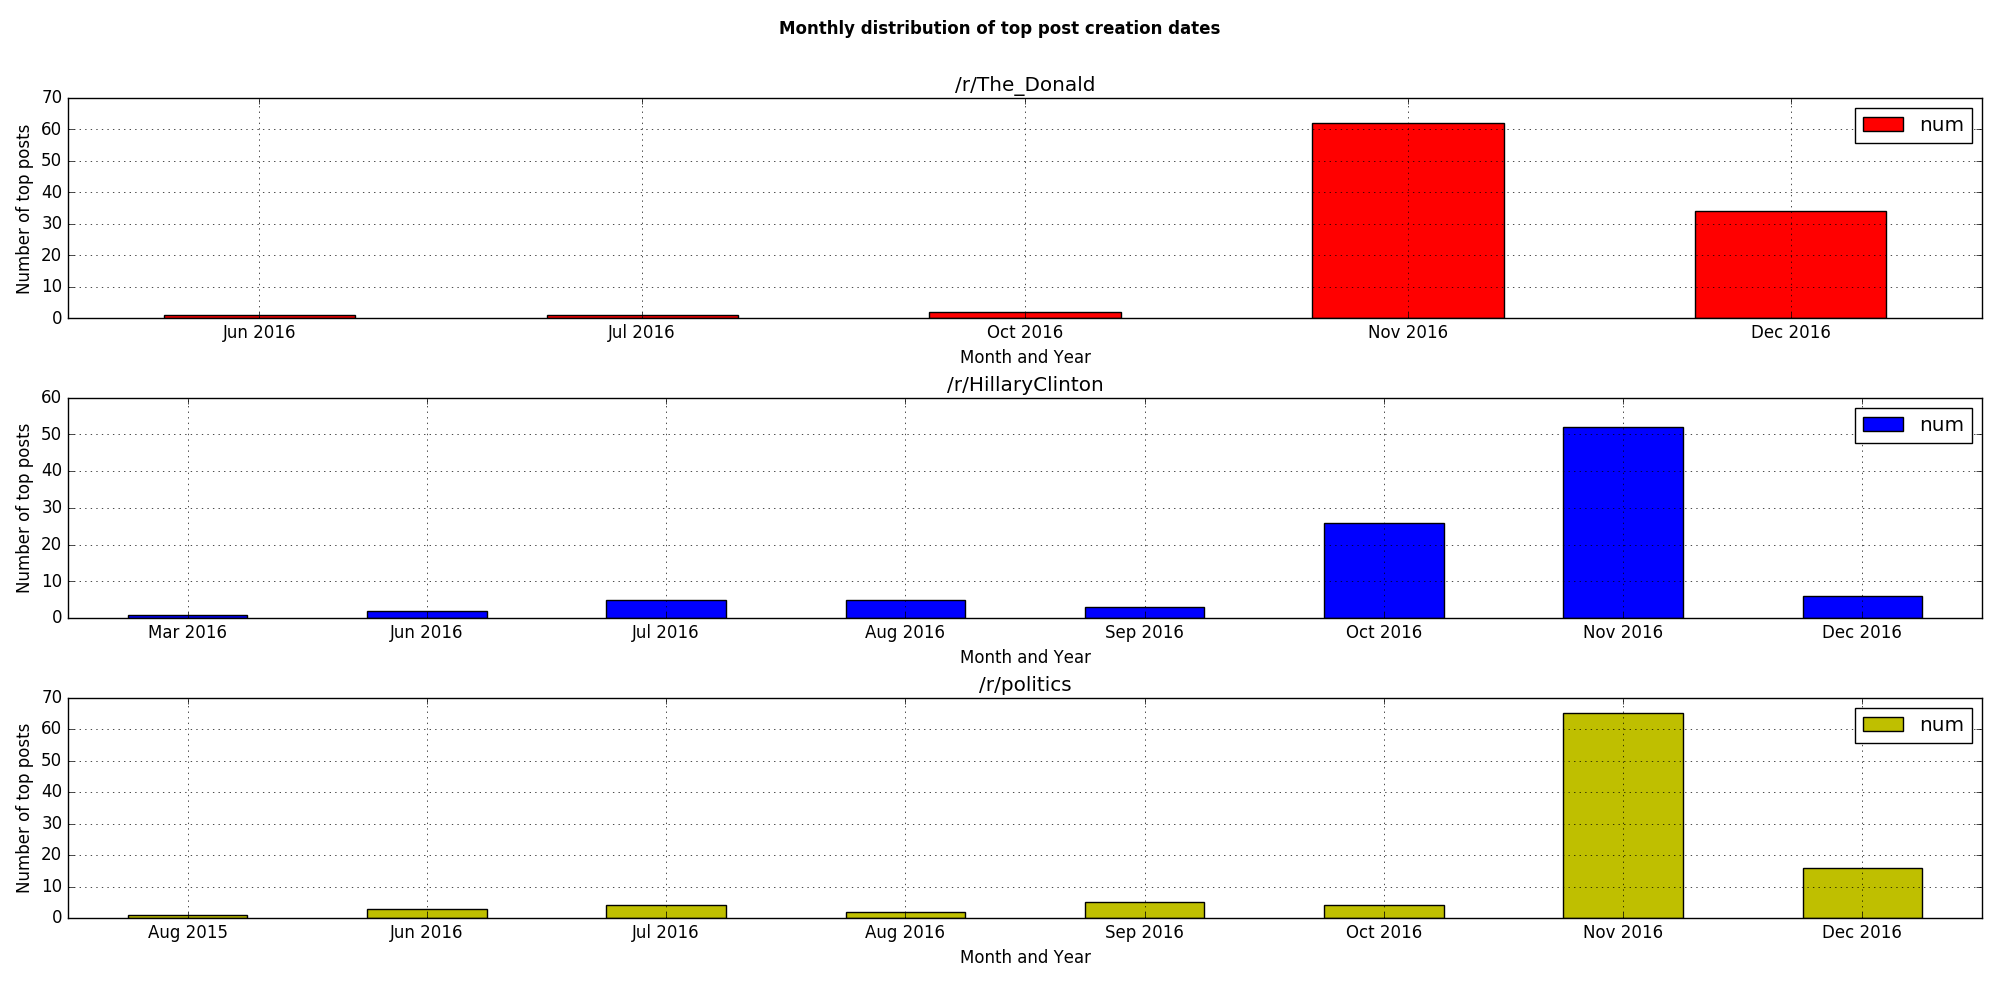 Monthly distribution of top post creation dates
/r/The_Donald
70
60
50
40
30
20
10
0
Number of top posts
num
Jun 2016 Jul 2016 Oct 2016 Nov 2016 Dec 2016
Month and Year
/r/HillaryClinton
60
50
40
30
20
10
0
Number of top posts
num
Mar 2016 Jun 2016 Jul 2016 Aug 2016 Sep 2016 Oct 2016 Nov 2016 Dec 2016
Month and Year
/r/politics
70
60
50
40
30
20
10
0
Number of top posts
num
Aug 2015 Jun 2016 Jul 2016 Aug 2016 Sep 2016 Oct 2016 Nov 2016 Dec 2016
Month and Year